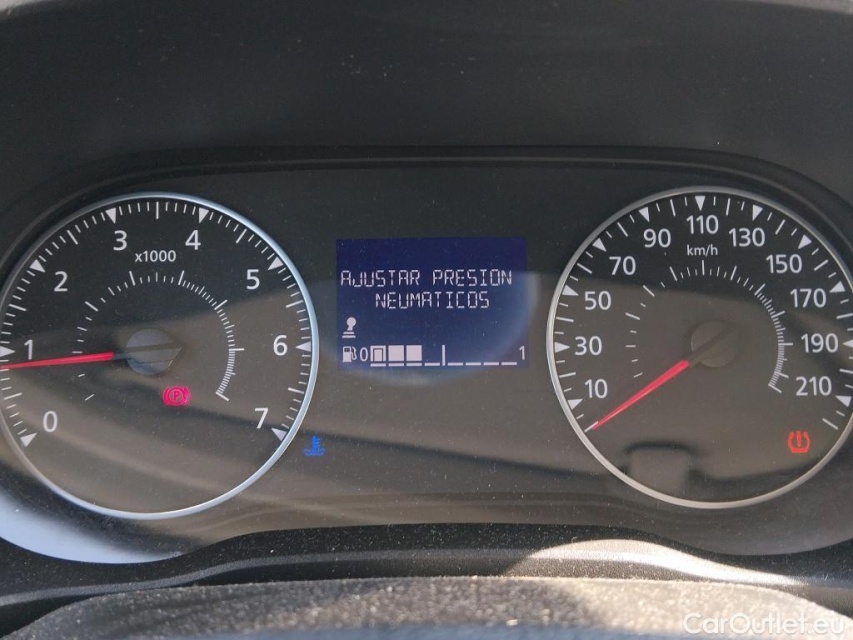 AJUSTAR PRESION
NEUMATICOS
0 1
x1000
0 1 2 3 4 5 6 7
(P)
km/h
10 30 50 70 90 110 130 150 170 190 210
CarOutlet.eu